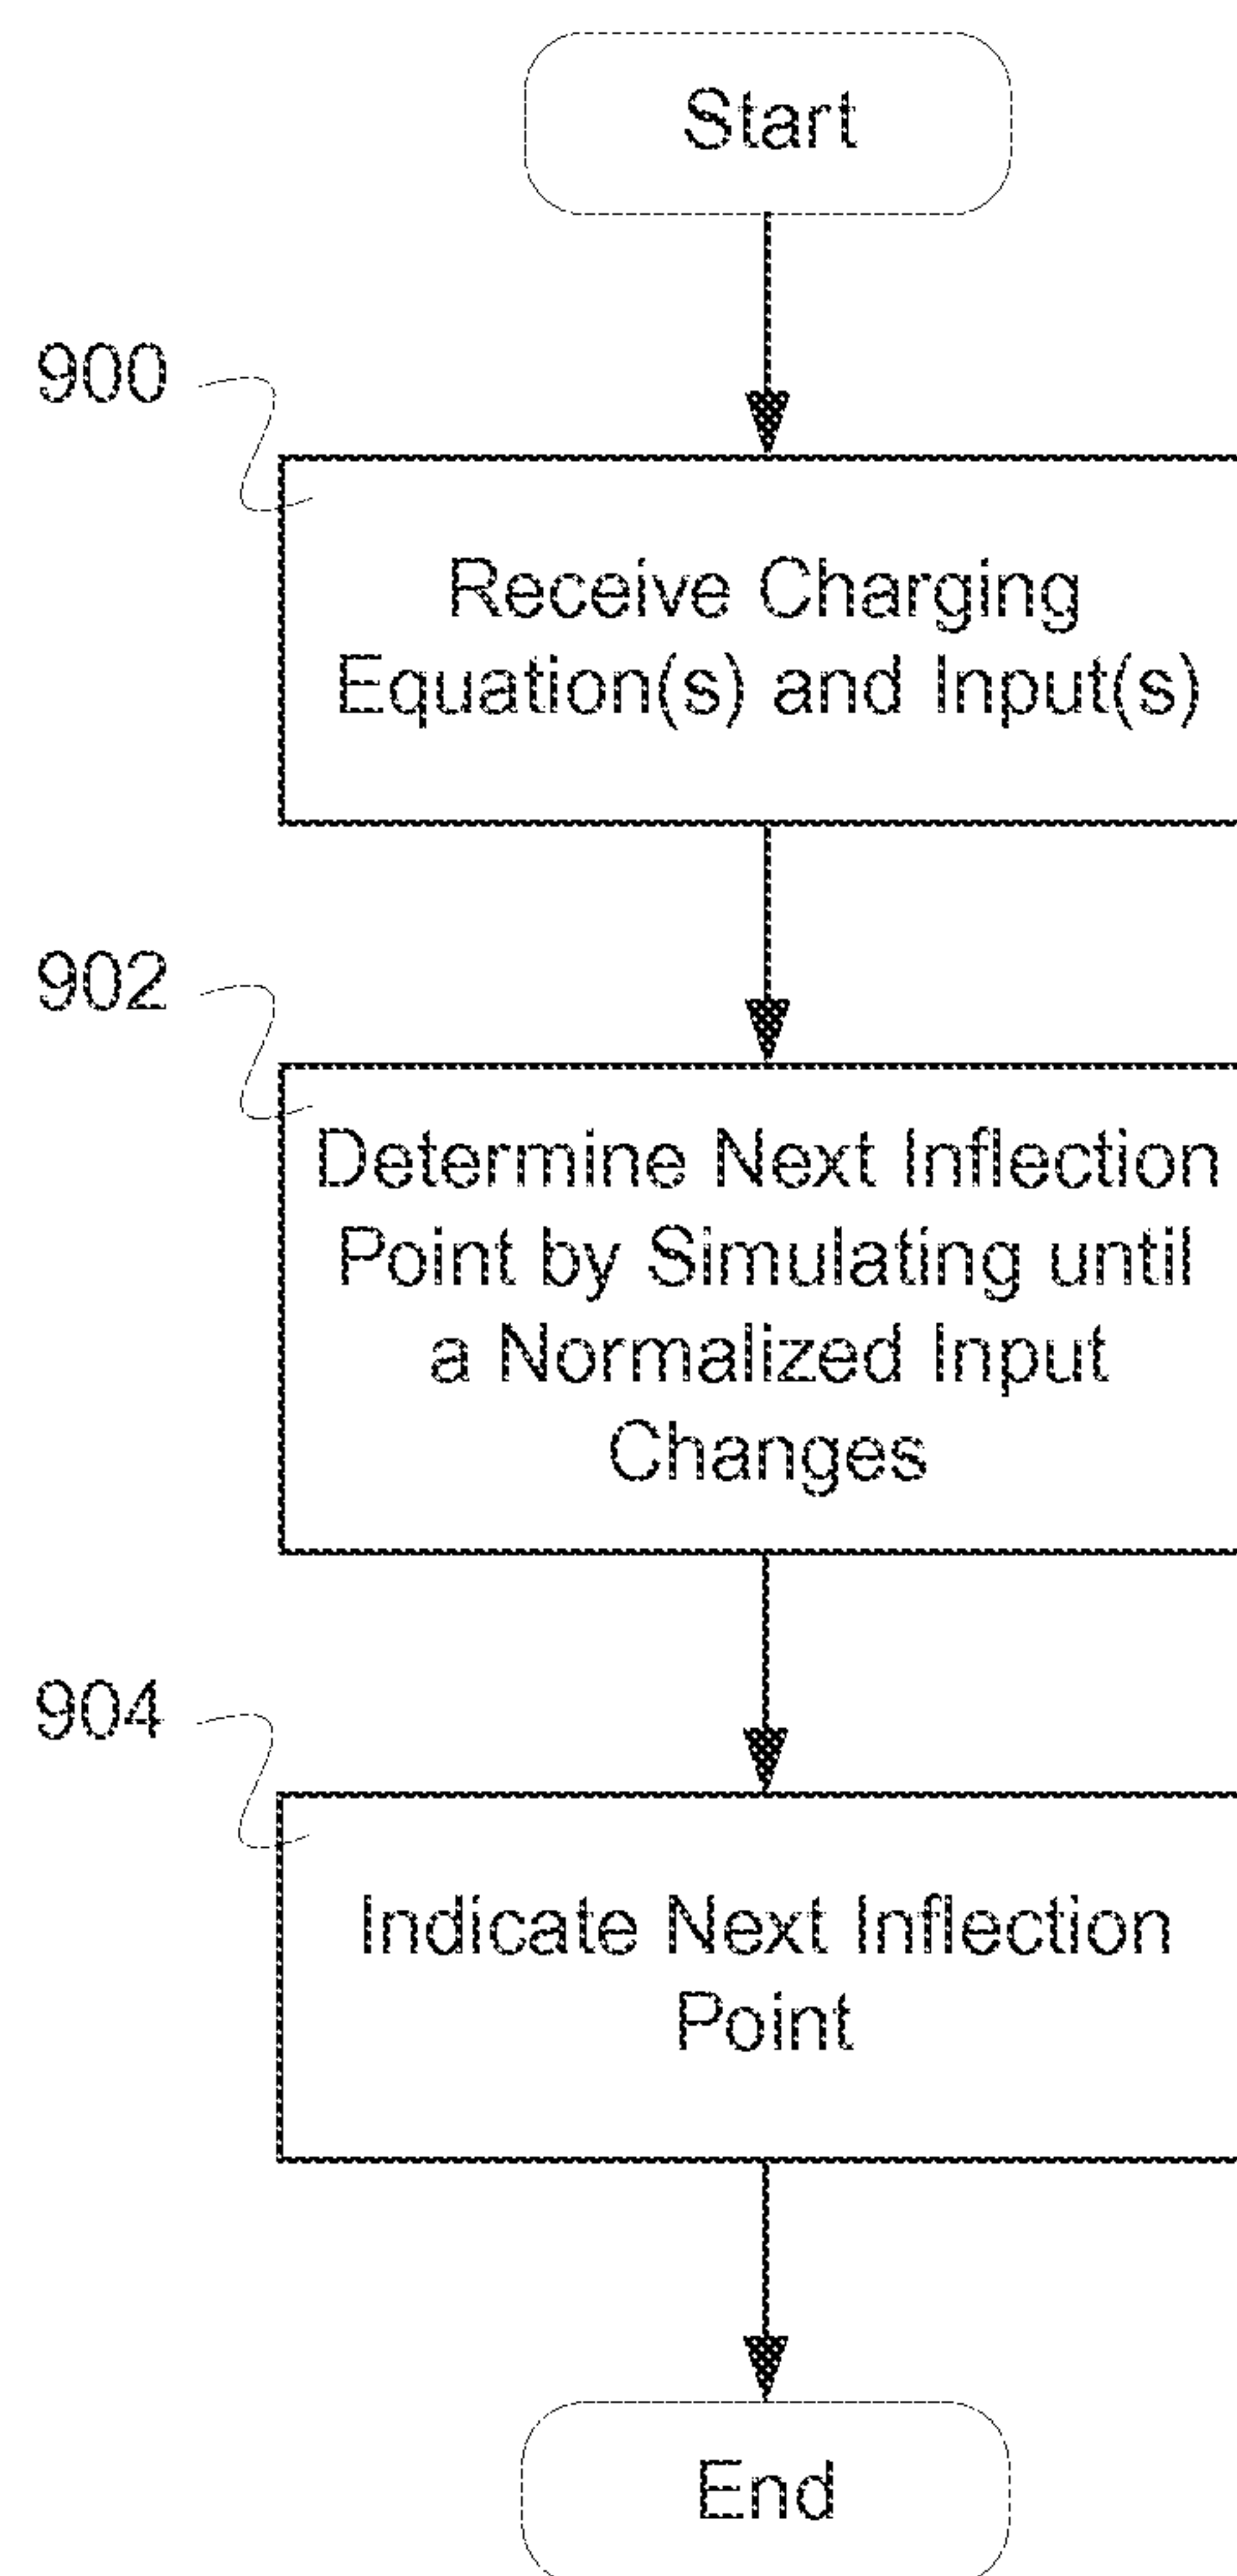 Start
900
Receive Charging
Equation(s) and Input(s)
902
Determine Next Inflection
Point by Simulating until
a Normalized Input
Changes
904
Indicate Next Inflection
Point
End